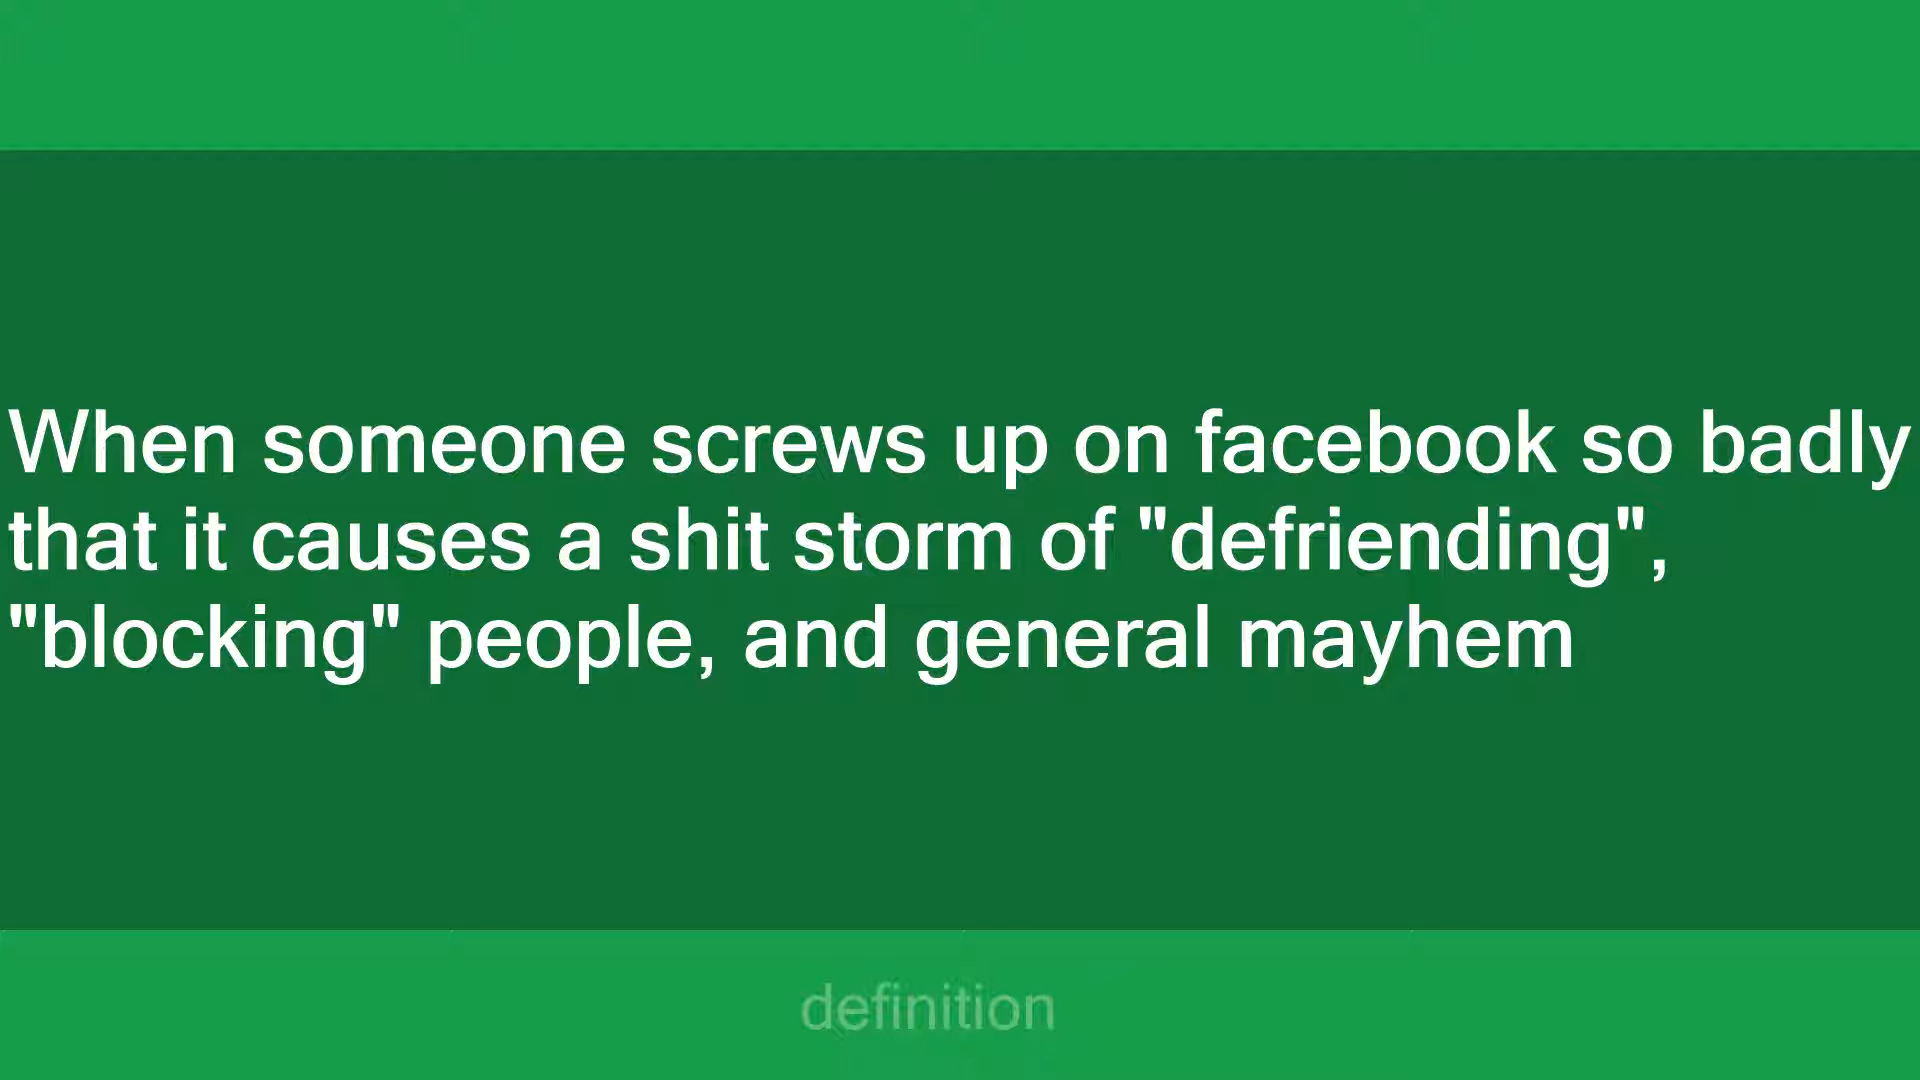 When someone screws up on facebook so badly
that it causes a shit storm of "defriending",
"blocking" people, and general mayhem
definition